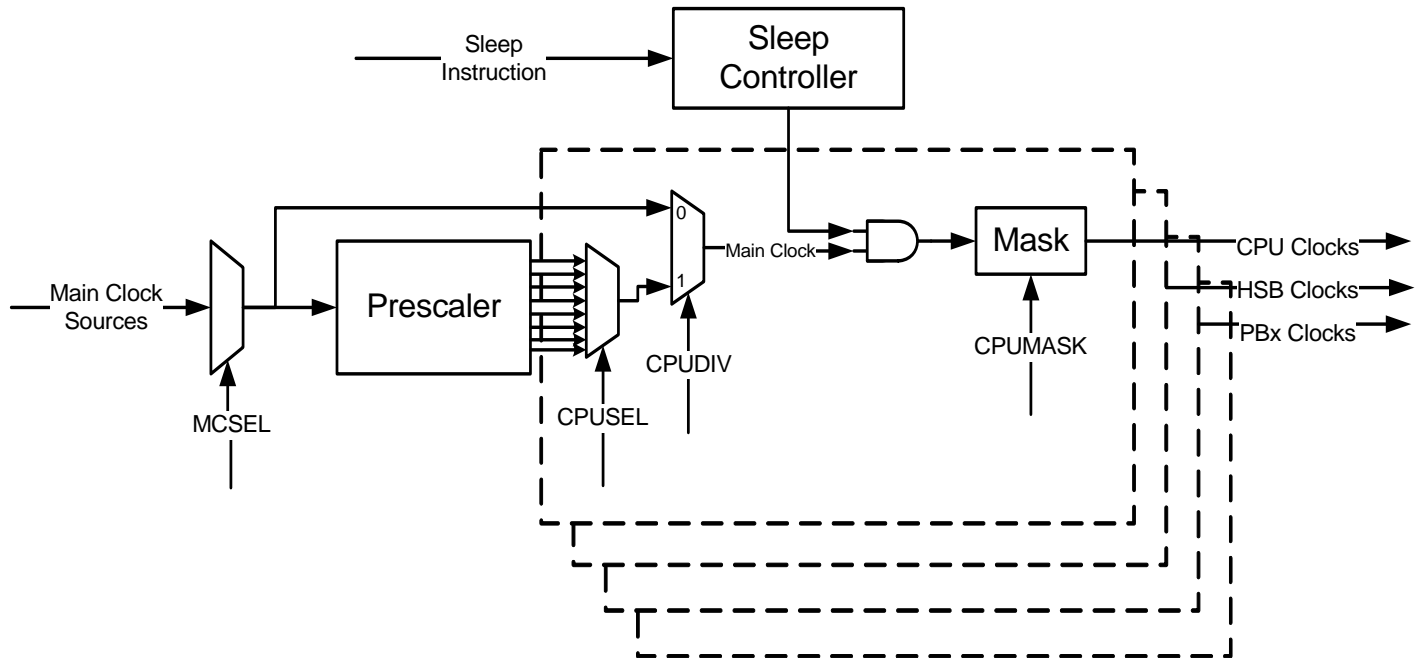 Sleep
Instruction
Sleep
Controller
0
Main Clock
1
Mask
CPU Clocks
HSB Clocks
PBx Clocks
Main Clock
Sources
Prescaler
MCSEL
CPUSEL
CPUDIV
CPUMASK